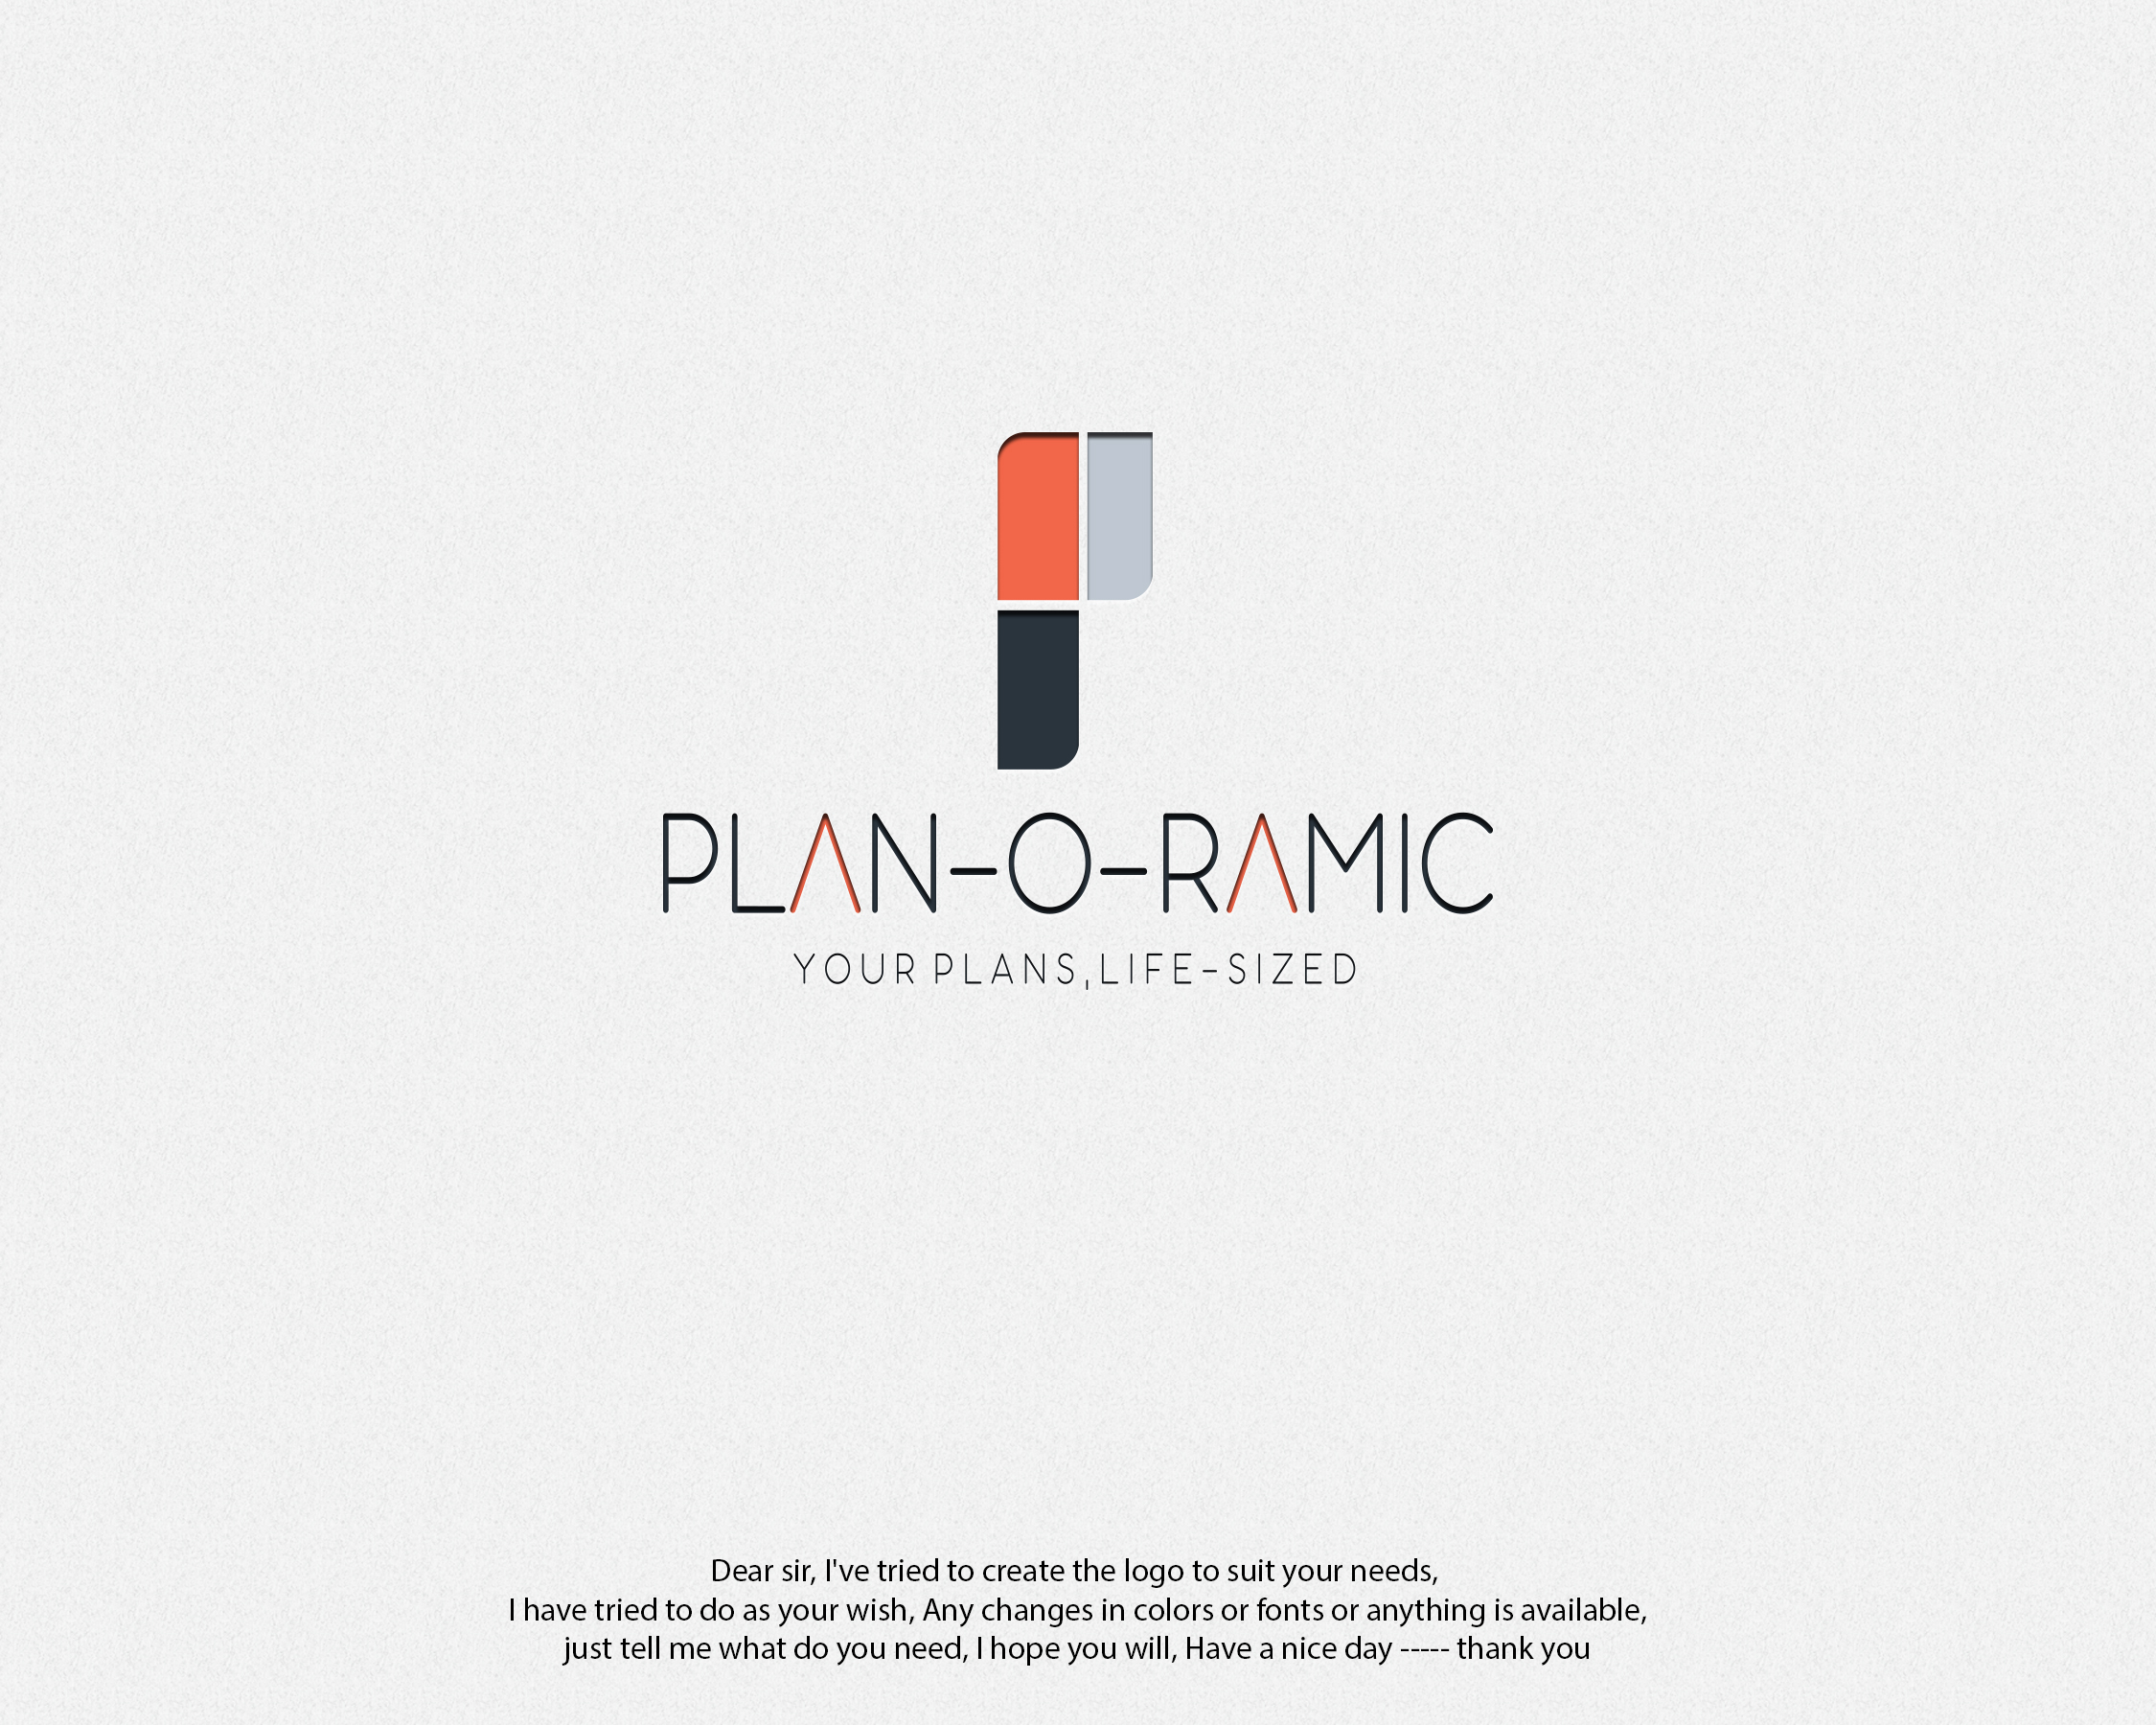 PLAN-O-RAMIC
YOUR PLANS,LIFE-SIZED
Dear sir, I've tried to create the logo to suit your needs,
I have tried to do as your wish, Any changes in colors or fonts or anything is available,
just tell me what do you need, I hope you will, Have a nice day ----- thank you